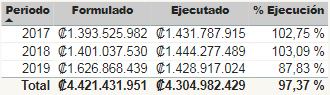 Periodo Formulado Ejecutado % Ejecución
2017 ₡1.393.525.982 ₡1.431.787.915 102,75 %
2018 ₡1.401.037.530 ₡1.444.277.489 103,09 %
2019 ₡1.626.868.439 ₡1.428.917.024 87,83 %
Total ₡4.421.431.951 ₡4.304.982.429 97,37 %